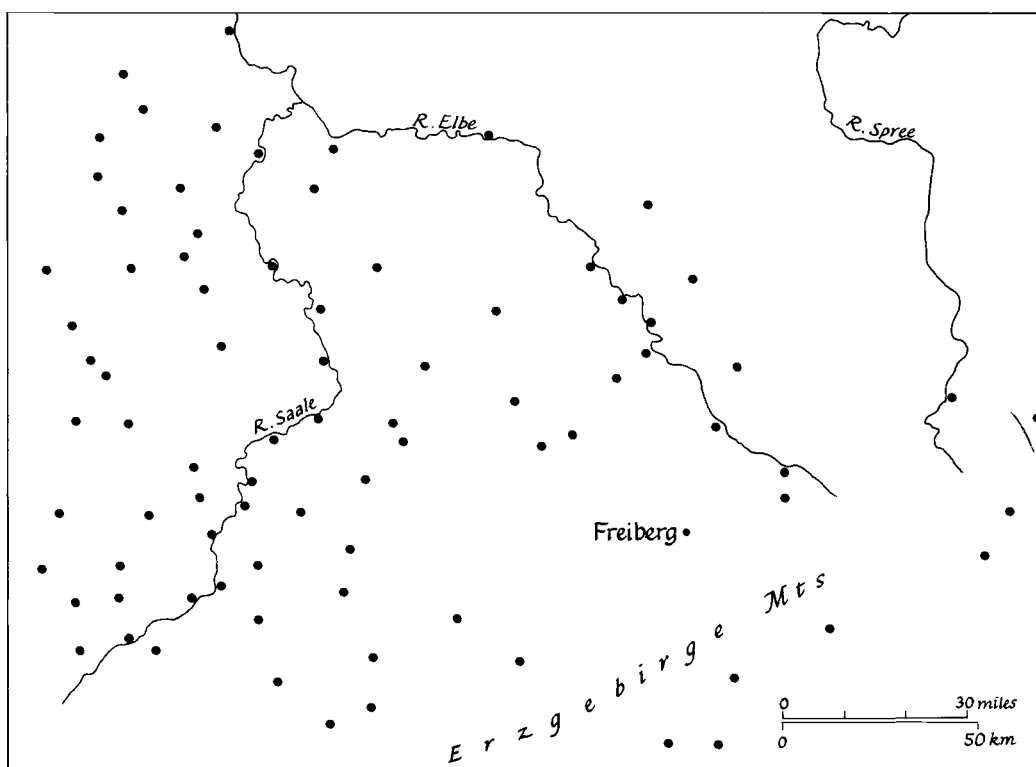 R. Elbe
R. Spree
R. Saale
Freiberg
Erzgebirge Mts
0 30 miles
0 50 km